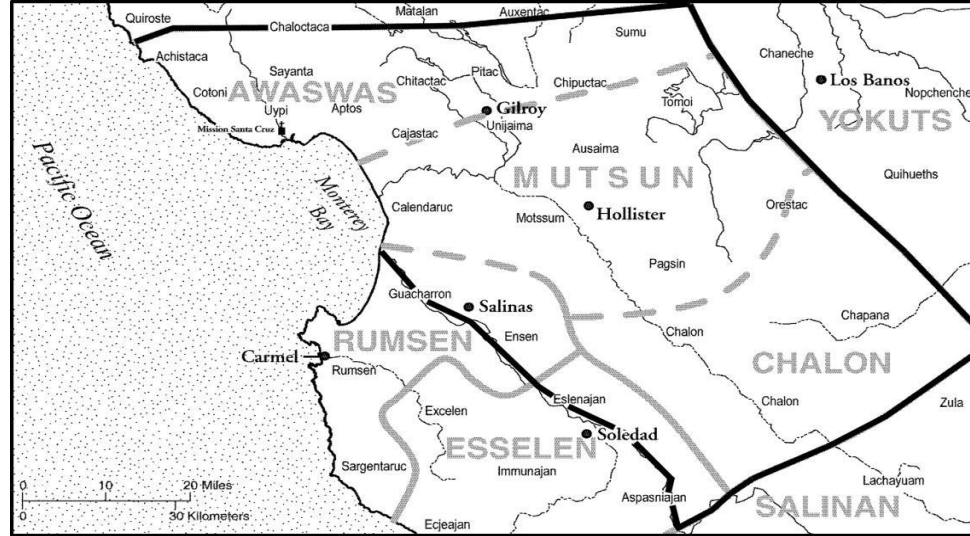 Matalan
Auxentac
Quiroste
Chaloctaca
Sumu
Achistaca
Chaneche
Sayanta
Pitac
Chitactac
Chipuctac
Los Banos
Cotoni
AWASWAS
Nopchenche
Tomoi
Uypi
Aptos
Gilroy
YOKUTS
Mission Santa Cruz
Unijaima
Cajastac
Ausaima
Pacific Ocean
MUTSUN
Quihueths
Monterey
Bay
Calendaruc
Motssum
Hollister
Orestac
Pagsin
Guacharron
Salinas
Chapana
RUMSEN
Ensen
Chalon
Carmel
Rumsen
CHALON
Eslenajan
Chalon
Zula
Excelen
Soledad
ESSELEN
Sargentaruc
Immunajan
Lachayuam
0 10 20 Miles
Aspasniajan
SALINAN
0 30 Kilometers
Ecjeajan